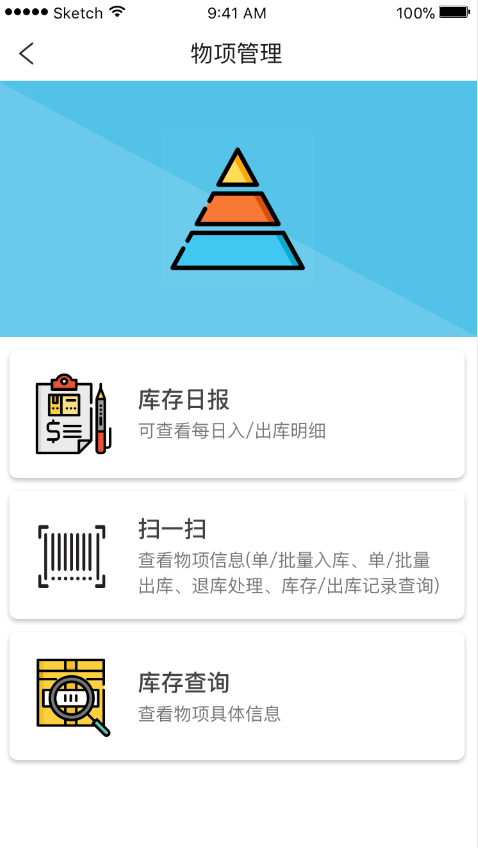 Sketch 9:41 AM 100%
物项管理
库存日报
可查看每日入/出库明细
扫一扫
查看物项信息(单/批量入库、单/批量
出库、退库处理、库存/出库记录查询)
库存查询
查看物项具体信息